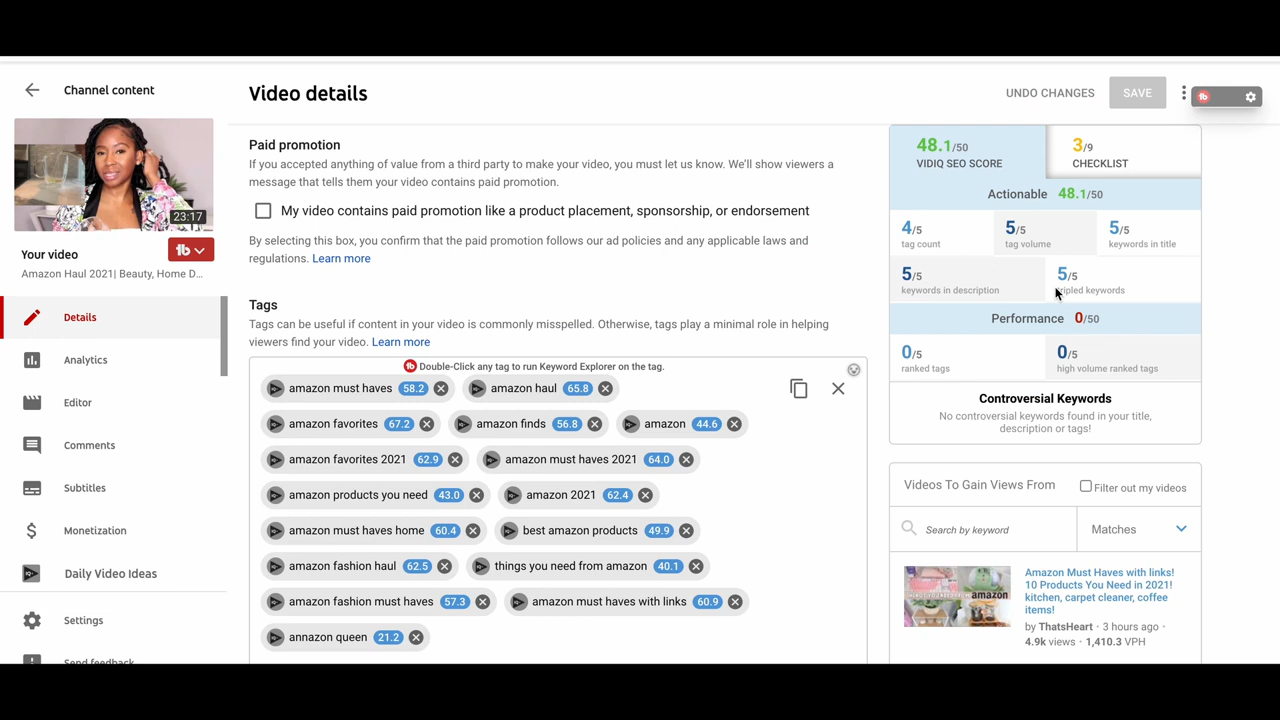 Channel content
Video details
UNDO CHANGES
SAVE
23:17
Your video
Amazon Haul 2021| Beauty, Home D...
Details
Analytics
Editor
Comments
Subtitles
Monetization
Daily Video Ideas
Settings
Send feedback
Paid promotion
If you accepted anything of value from a third party to make your video, you must let us know. We'll show viewers a
message that tells them your video contains paid promotion.
My video contains paid promotion like a product placement, sponsorship, or endorsement
By selecting this box, you confirm that the paid promotion follows our ad policies and any applicable laws and
regulations. Learn more
Tags
Tags can be useful if content in your video is commonly misspelled. Otherwise, tags play a minimal role in helping
viewers find your video. Learn more
Double-Click any tag to run Keyword Explorer on the tag.
amazon must haves 58.2 amazon haul 65.8
amazon favorites 67.2 amazon finds 56.8 amazon 44.6
amazon favorites 2021 62.9 amazon must haves 2021 64.0
amazon products you need 43.0 amazon 2021 62.4
amazon must haves home 60.4 best amazon products 49.9
amazon fashion haul 62.5 things you need from amazon 40.1
amazon fashion must haves 57.3 amazon must haves with links 60.9
annazon queen 21.2
48.1/50 3/9
VIDIQ SEO SCORE CHECKLIST
Actionable 48.1/50
4/5 5/5 5/5
tag count tag volume keywords in title
5/5 5/5
keywords in description ripled keywords
Performance 0/50
0/5 0/5
ranked tags high volume ranked tags
Controversial Keywords
No controversial keywords found in your title,
description or tags!
Videos To Gain Views From Filter out my videos
Search by keyword Matches
Amazon Must Haves with links!
10 Products You Need in 2021!
kitchen, carpet cleaner, coffee
items!
by ThatsHeart · 3 hours ago ·
4.9k views · 1,410.3 VPH